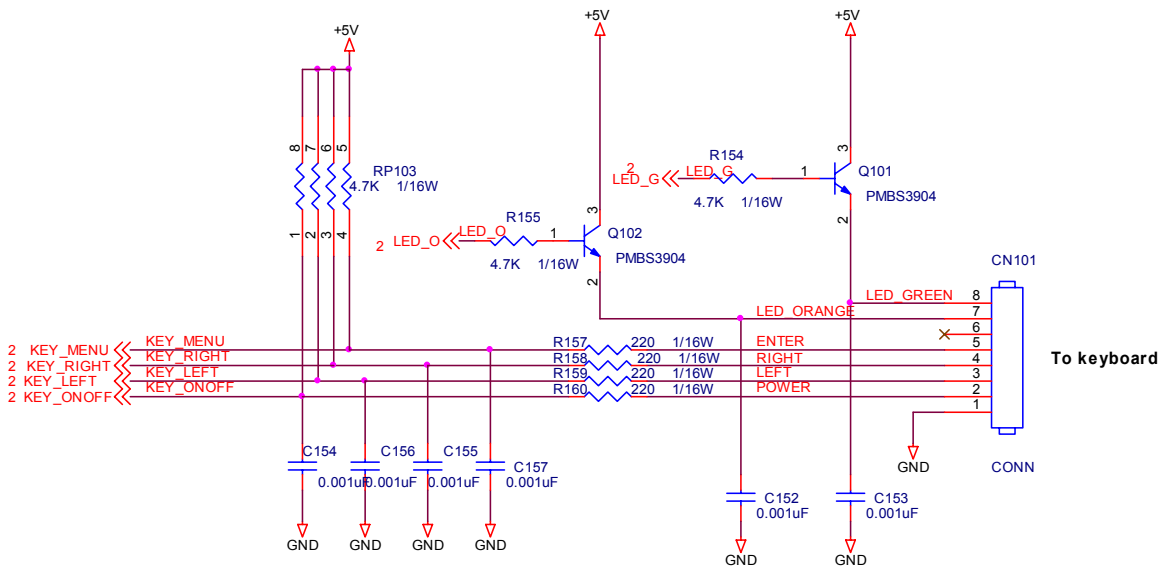 +5V
+5V
+5V
8
7
6
5
RP103
4.7K 1/16W
1
2
3
4
2
LED_G
LED_G
R154
4.7K 1/16W
1
3
Q101
PMBS3904
2
2 LED_O
LED_O
R155
4.7K 1/16W
1
3
Q102
PMBS3904
2
CN101
LED_GREEN 8
LED_ORANGE 7
6
2 KEY_MENU KEY_MENU R157 220 1/16W ENTER 5
2 KEY_RIGHT KEY_RIGHT R158 220 1/16W RIGHT 4
2 KEY_LEFT KEY_LEFT R159 220 1/16W LEFT 3
2 KEY_ONOFF KEY_ONOFF R160 220 1/16W POWER 2
1
To keyboard
GND
CONN
C154
0.001uF
C156
0.001uF
C155
0.001uF
C157
0.001uF
C152
0.001uF
C153
0.001uF
GND
GND
GND
GND
GND
GND